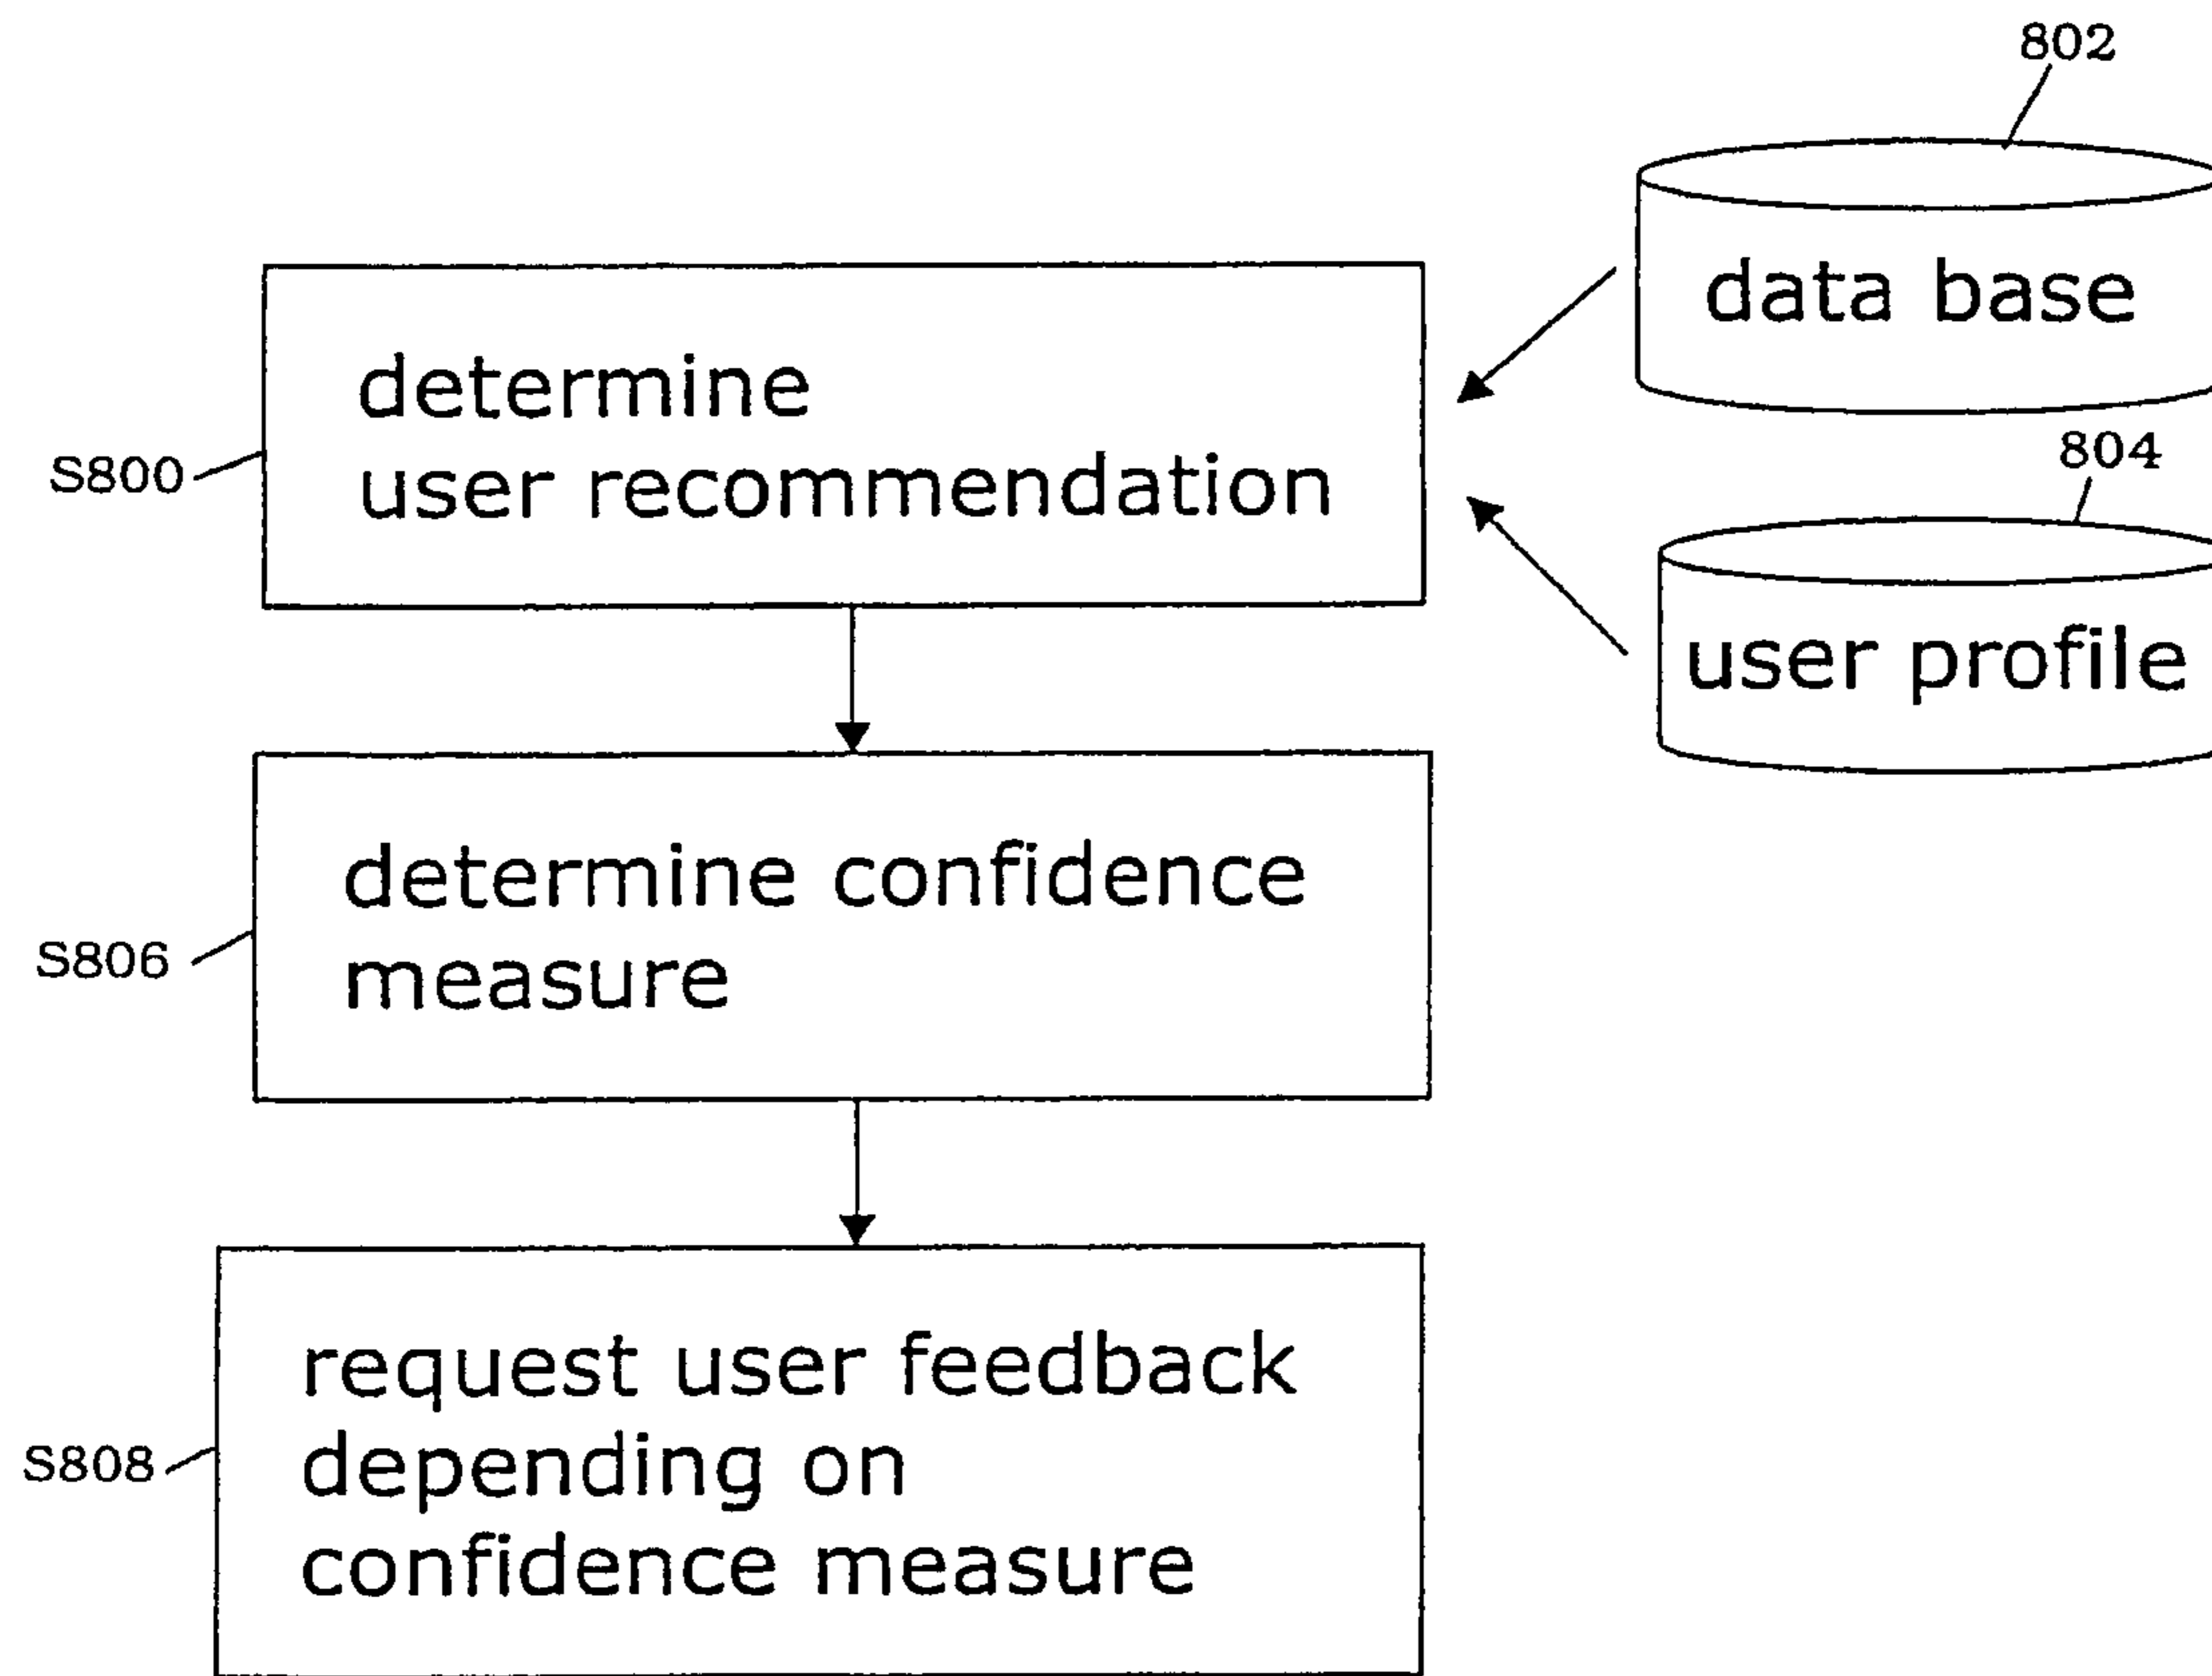 802
data base
determine
user recommendation
S800
804
user profile
determine confidence
measure
S806
request user feedback
depending on
confidence measure
S808